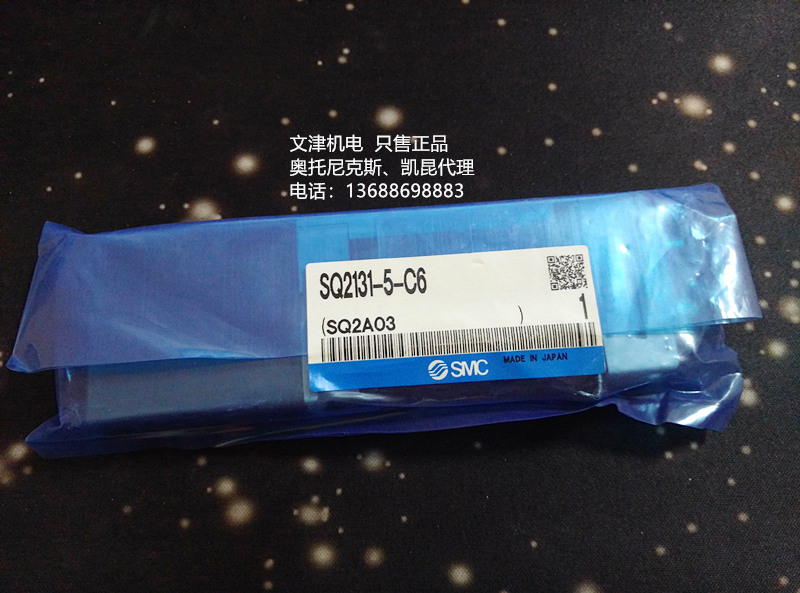 文津机电 只售正品
奥托尼克斯、凯昆代理
电话：13688698883
SQ2131-5-C6
(SQ2A03 )
1
SMC
MADE IN JAPAN